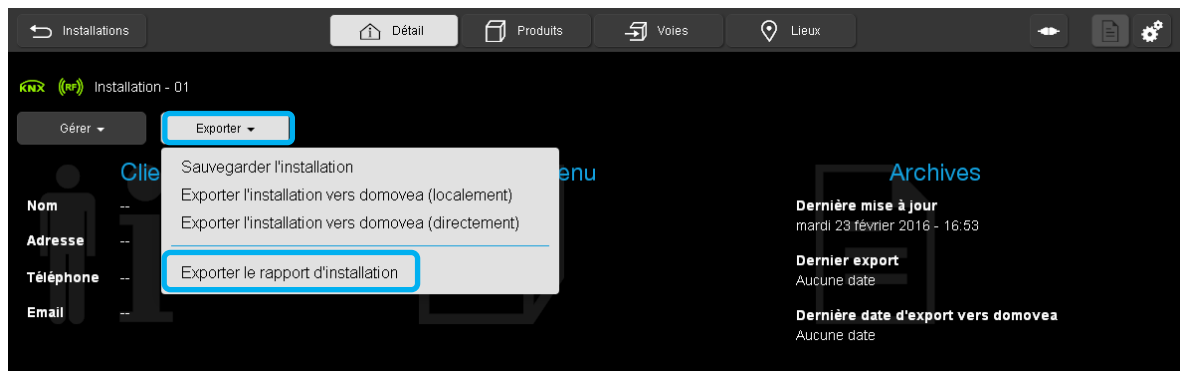 Installations
Détail
Produits
Voies
Lieux
KNX
RF
Installation - 01
Gérer
Exporter
Sauvegarder l'installation
Exporter l'installation vers domovea (localement)
Exporter l'installation vers domovea (directement)
Exporter le rapport d'installation
Clie
Nom --
Adresse --
Téléphone --
Email --
enu
Archives
Dernière mise à jour
mardi 23 février 2016 - 16:53
Dernier export
Aucune date
Dernière date d'export vers domovea
Aucune date